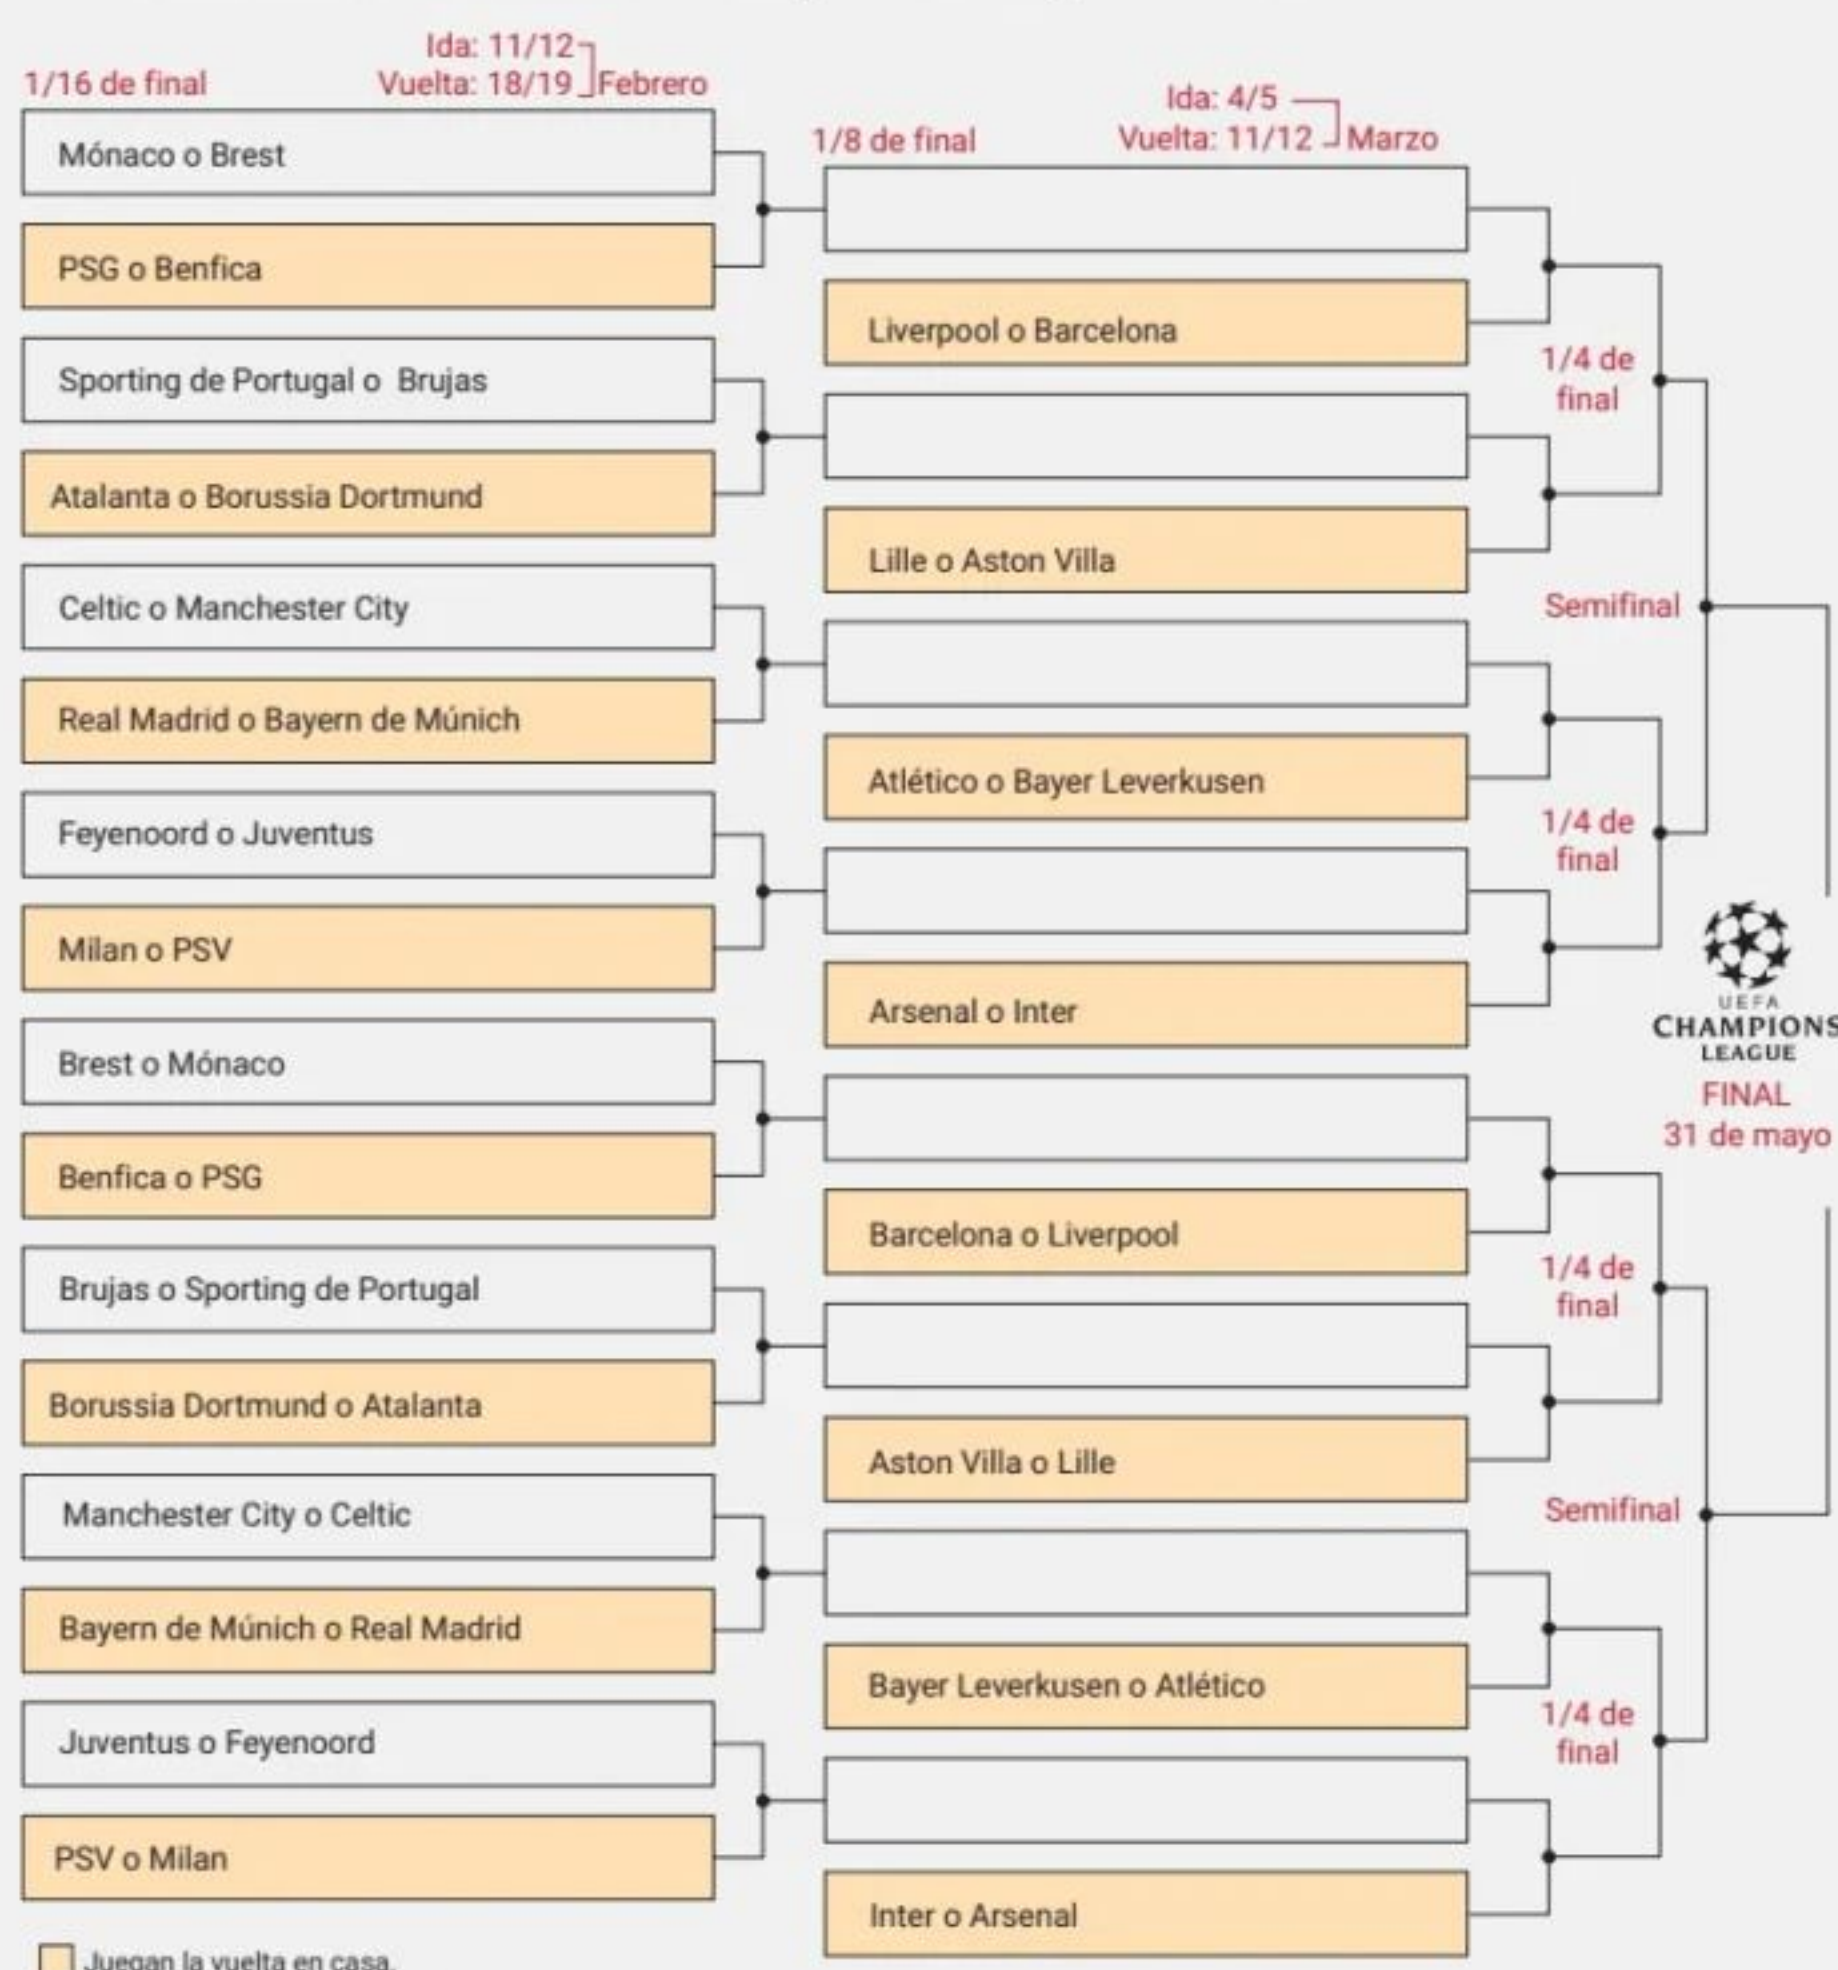 Ida: 11/12
1/16 de final
Vuelta: 18/19
Febrero
Mónaco o Brest
PSG o Benfica
Sporting de Portugal o Brujas
Atalanta o Borussia Dortmund
Celtic o Manchester City
Real Madrid o Bayern de Múnich
Feyenoord o Juventus
Milan o PSV
Brest o Mónaco
Benfica o PSG
Brujas o Sporting de Portugal
Borussia Dortmund o Atalanta
Manchester City o Celtic
Bayern de Múnich o Real Madrid
Juventus o Feyenoord
PSV o Milan
Juegan la vuelta en casa.
Ida: 4/5
1/8 de final
Vuelta: 11/12
Marzo
Liverpool o Barcelona
Lille o Aston Villa
Atlético o Bayer Leverkusen
Arsenal o Inter
Barcelona o Liverpool
Aston Villa o Lille
Bayer Leverkusen o Atlético
Inter o Arsenal
1/4 de
final
Semifinal
1/4 de
final
UEFA
CHAMPIONS
LEAGUE
FINAL
31 de mayo
1/4 de
final
Semifinal
1/4 de
final